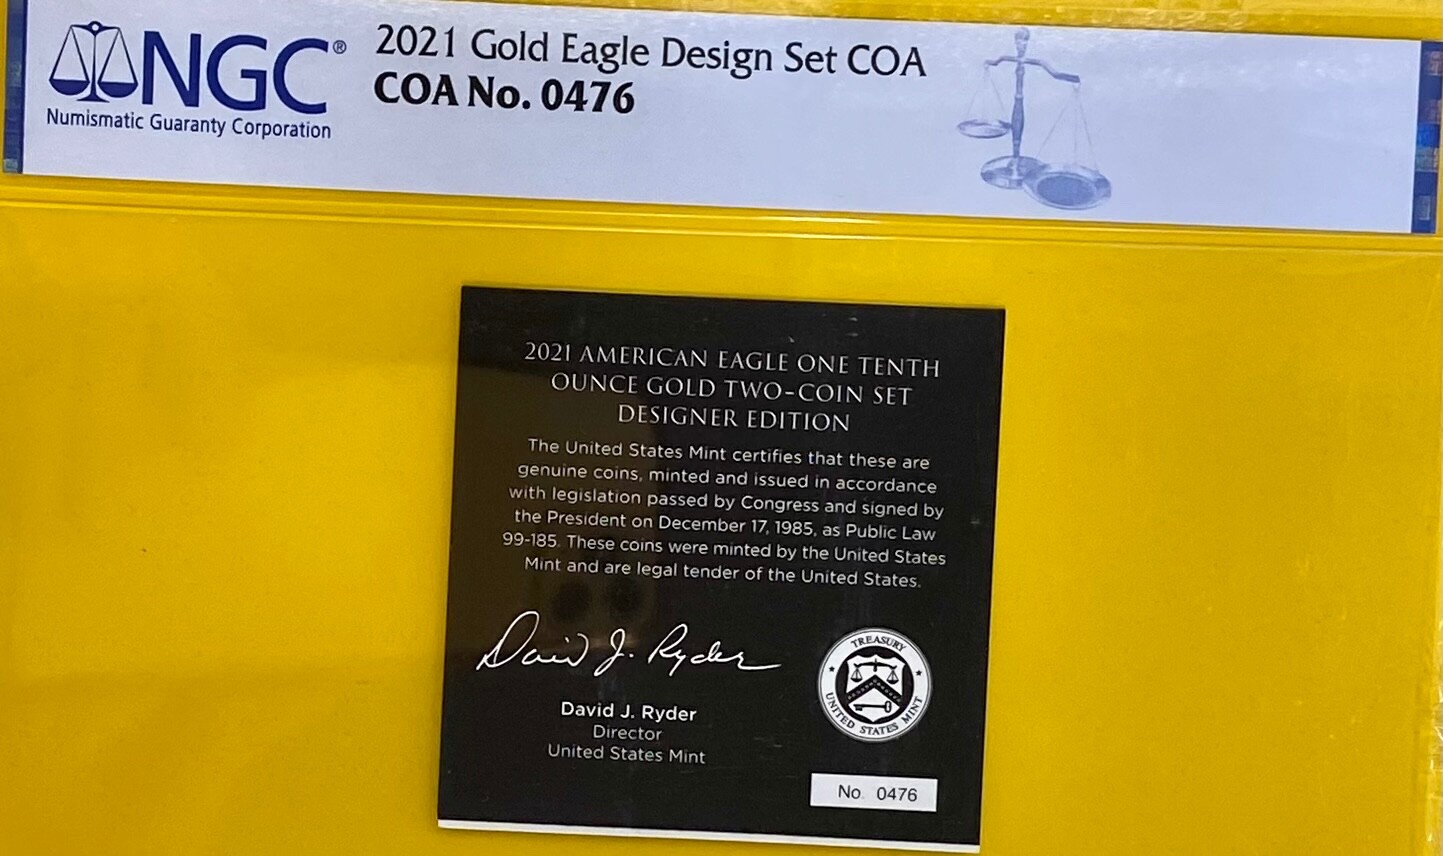 NGC®
Numismatic Guaranty Corporation
2021 Gold Eagle Design Set COA
COA No. 0476
2021 AMERICAN EAGLE ONE TENTH
OUNCE GOLD TWO-COIN SET
DESIGNER EDITION
The United States Mint certifies that these are
genuine coins, minted and issued in accordance
with legislation passed by Congress and signed by
the President on December 17, 1985, as Public Law
99-185. These coins were minted by the United States
Mint and are legal tender of the United States.
David J. Ryder
David J. Ryder
Director
United States Mint
TREASURY
UNITED STATES MINT
No. 0476